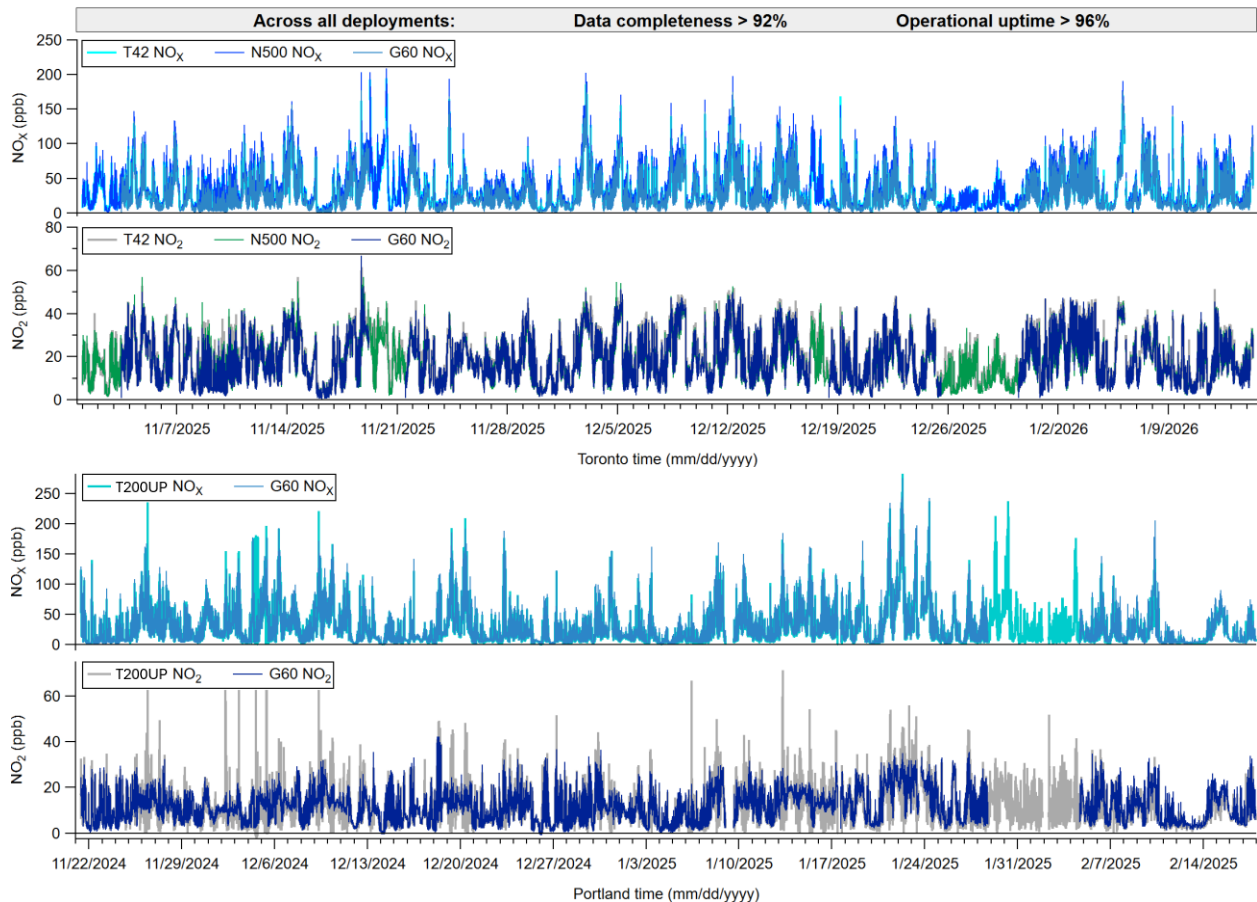 Across all deployments: Data completeness > 92% Operational uptime > 96%
250
200
150
100
50
0
NOX (ppb)
T42 NOX N500 NOX G60 NOX
80
60
40
20
0
NO2 (ppb)
T42 NO2 N500 NO2 G60 NO2
11/7/2025 11/14/2025 11/21/2025 11/28/2025 12/5/2025 12/12/2025 12/19/2025 12/26/2025 1/2/2026 1/9/2026
Toronto time (mm/dd/yyyy)
250
200
150
100
50
0
NOX (ppb)
T200UP NOX G60 NOX
60
40
20
0
NO2 (ppb)
T200UP NO2 G60 NO2
11/22/2024 11/29/2024 12/6/2024 12/13/2024 12/20/2024 12/27/2024 1/3/2025 1/10/2025 1/17/2025 1/24/2025 1/31/2025 2/7/2025 2/14/2025
Portland time (mm/dd/yyyy)